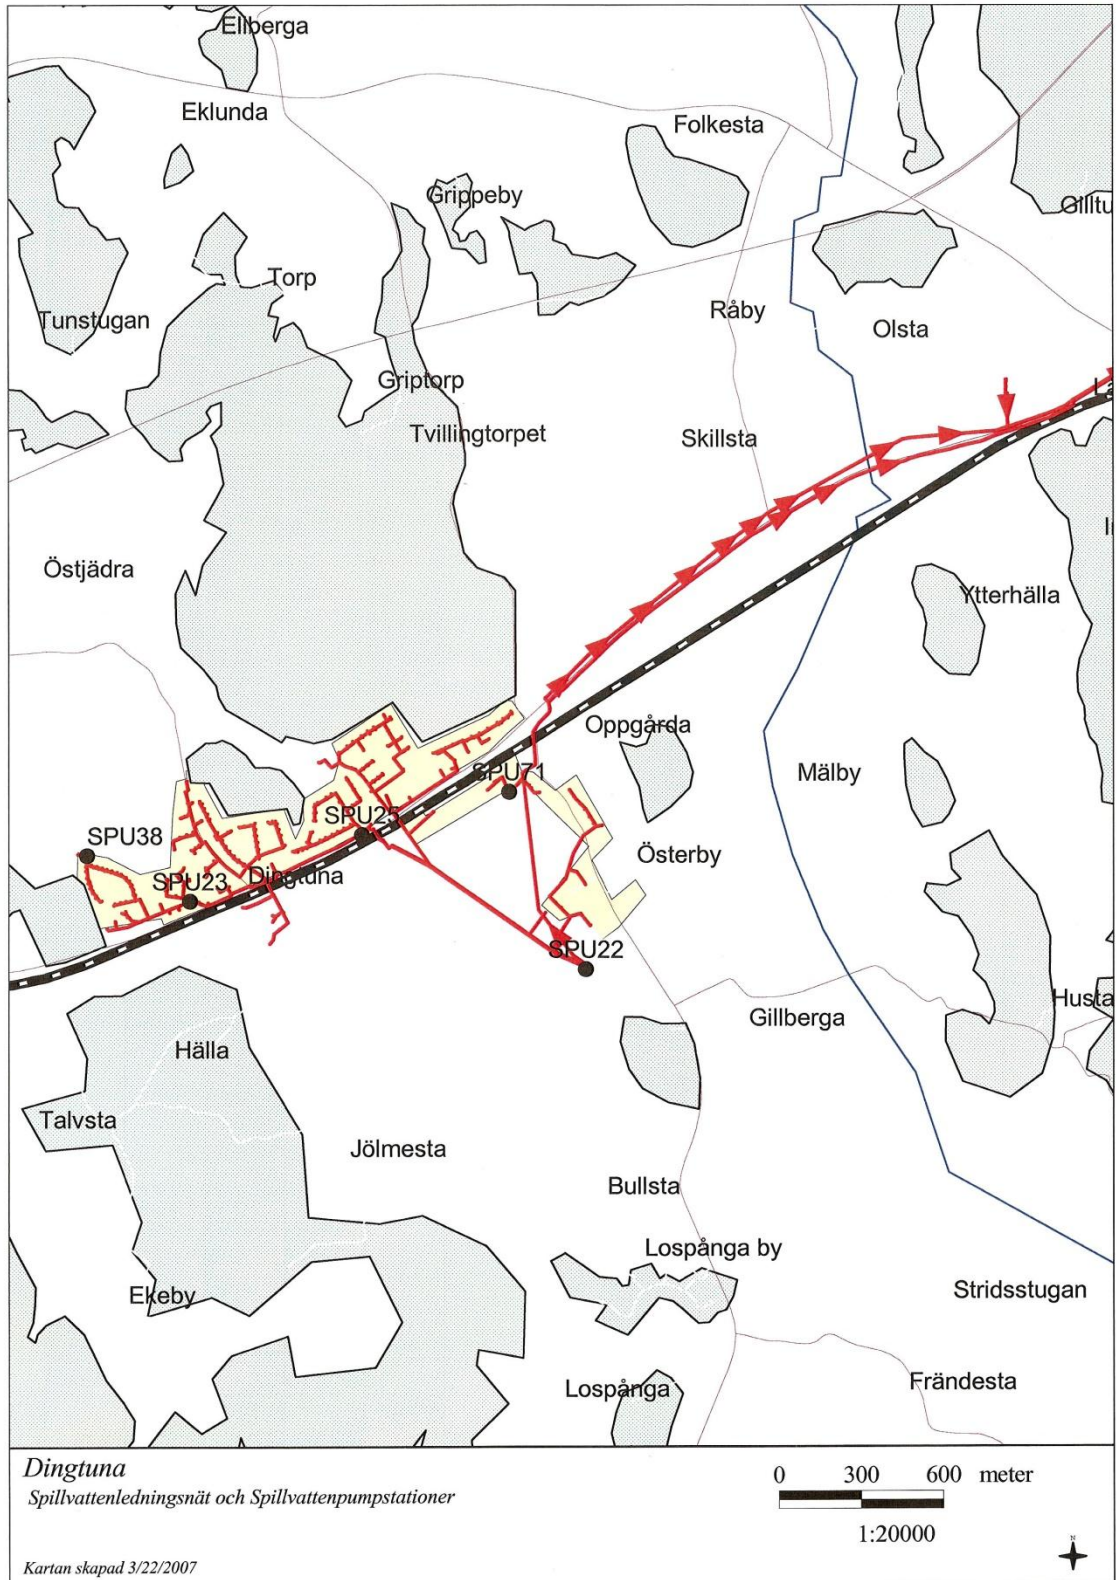 Ellberga
Eklunda
Folkesta
Grippeby
Gilltu
Torp
Råby
Tunstugan
Olsta
Griptorp
Tvillingtorpet
Skillsta
Östjädra
Ytterhälla
Oppgårda
SPU71
Mälby
SPU25
SPU38
Österby
SPU23
Dingtuna
SPU22
Husta
Gillberga
Hälla
Talvsta
Jölmesta
Bullsta
Lospånga by
Ekeby
Stridsstugan
Lospånga
Frändesta
Dingtuna
Spillvattenledningsnät och Spillvattenpumpstationer
0 300 600 meter
1:20000
N
Kartan skapad 3/22/2007